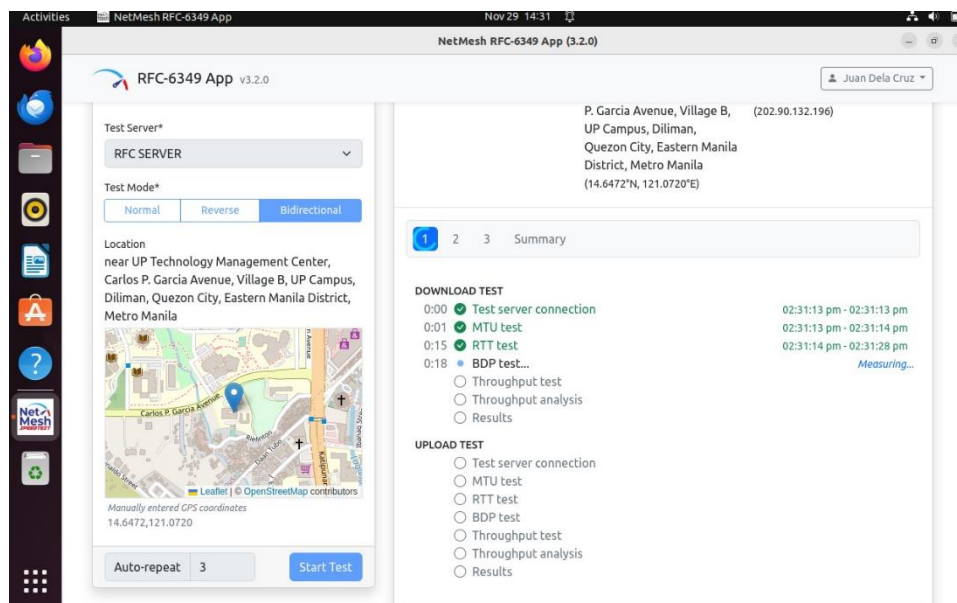 Activities
NetMesh RFC-6349 App
Nov 29 14:31
NetMesh RFC-6349 App (3.2.0)
RFC-6349 App v3.2.0
Juan Dela Cruz
Test Server*
RFC SERVER
Test Mode*
Normal
Reverse
Bidirectional
Location
near UP Technology Management Center,
Carlos P. Garcia Avenue, Village B, UP Campus,
Diliman, Quezon City, Eastern Manila District,
Metro Manila
Carlos P. Garcia Avenue
Daan Tubo
Leaflet | © OpenStreetMap contributors
Manually entered GPS coordinates
14.6472,121.0720
Auto-repeat 3
Start Test
P. Garcia Avenue, Village B, (202.90.132.196)
UP Campus, Diliman,
Quezon City, Eastern Manila
District, Metro Manila
(14.6472°N, 121.0720°E)
1 2 3 Summary
DOWNLOAD TEST
0:00 Test server connection 02:31:13 pm - 02:31:13 pm
0:01 MTU test 02:31:13 pm - 02:31:14 pm
0:15 RTT test 02:31:14 pm - 02:31:28 pm
0:18 BDP test... Measuring...
Throughput test
Throughput analysis
Results
UPLOAD TEST
Test server connection
MTU test
RTT test
BDP test
Throughput test
Throughput analysis
Results
Net
Mesh
SPEEDTEST